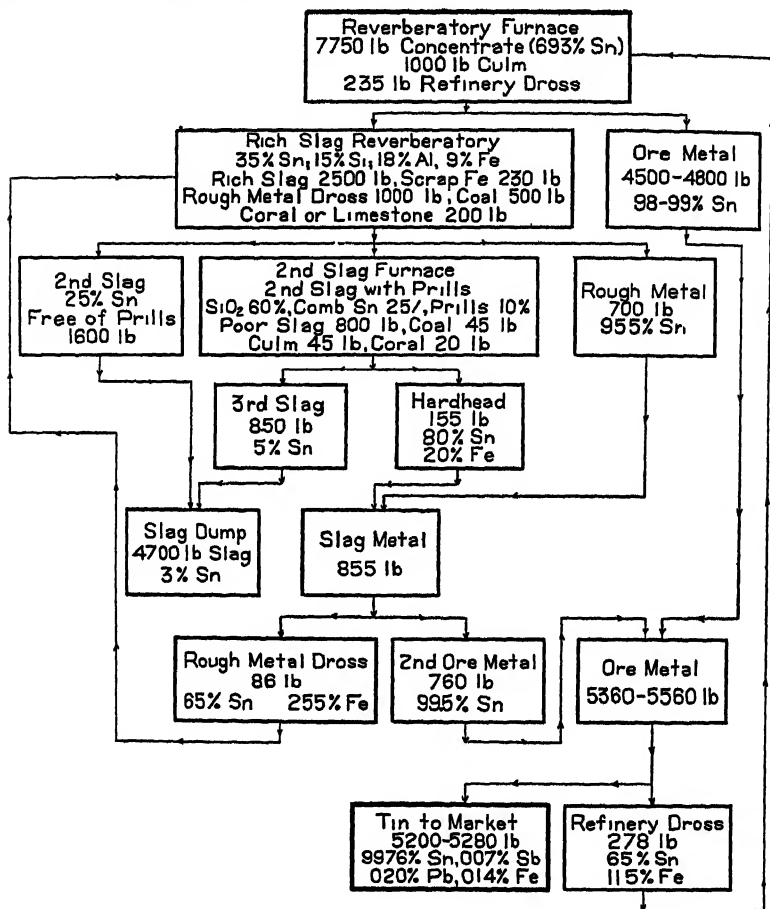 Reverberatory Furnace
7750 lb Concentrate (693% Sn)
1000 lb Culm
235 lb Refinery Dross
Rich Slag Reverberatory
35% Sn, 15% Si, 18% Al, 9% Fe
Rich Slag 2500 lb, Scrap Fe 230 lb
Rough Metal Dross 1000 lb, Coal 500 lb
Coral or Limestone 200 lb
Ore Metal
4500-4800 lb
98-99% Sn
2nd Slag
25% Sn
Free of Prills
1600 lb
2nd Slag Furnace
2nd Slag with Prills
SiO2 60%, Comb Sn 25/, Prills 10%
Poor Slag 800 lb, Coal 45 lb
Culm 45 lb, Coral 20 lb
Rough Metal
700 lb
955% Sn
3rd Slag
850 lb
5% Sn
Hardhead
155 lb
80% Sn
20% Fe
Slag Dump
4700 lb Slag
3% Sn
Slag Metal
855 lb
Rough Metal Dross
86 lb
65% Sn 255% Fe
2nd Ore Metal
760 lb
995% Sn
Ore Metal
5360-5560 lb
Tin to Market
5200-5280 lb
9976% Sn, 007% Sb
020% Pb, 014% Fe
Refinery Dross
278 lb
65% Sn
115% Fe